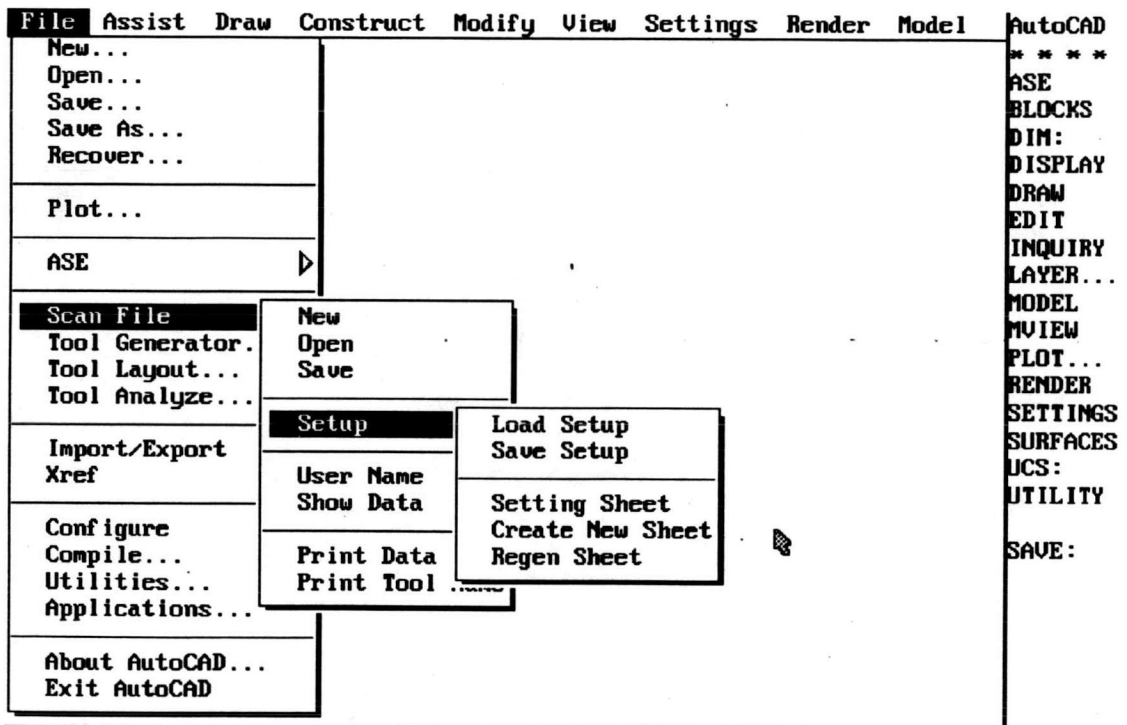 File Assist Draw Construct Modify View Settings Render Model
New...
Open...
Save...
Save As...
Recover...
Plot...
ASE
Scan File
Tool Generator.
Tool Layout...
Tool Analyze...
Import/Export
Xref
Configure
Compile...
Utilities...
Applications...
About AutoCAD...
Exit AutoCAD
New
Open
Save
Setup
User Name
Show Data
Print Data
Print Tool
Load Setup
Save Setup
Setting Sheet
Create New Sheet
Regen Sheet
AutoCAD
* * * *
ASE
BLOCKS
DIM:
DISPLAY
DRAW
EDIT
INQUIRY
LAYER...
MODEL
MVIEW
PLOT...
RENDER
SETTINGS
SURFACES
UCS:
UTILITY
SAVE: